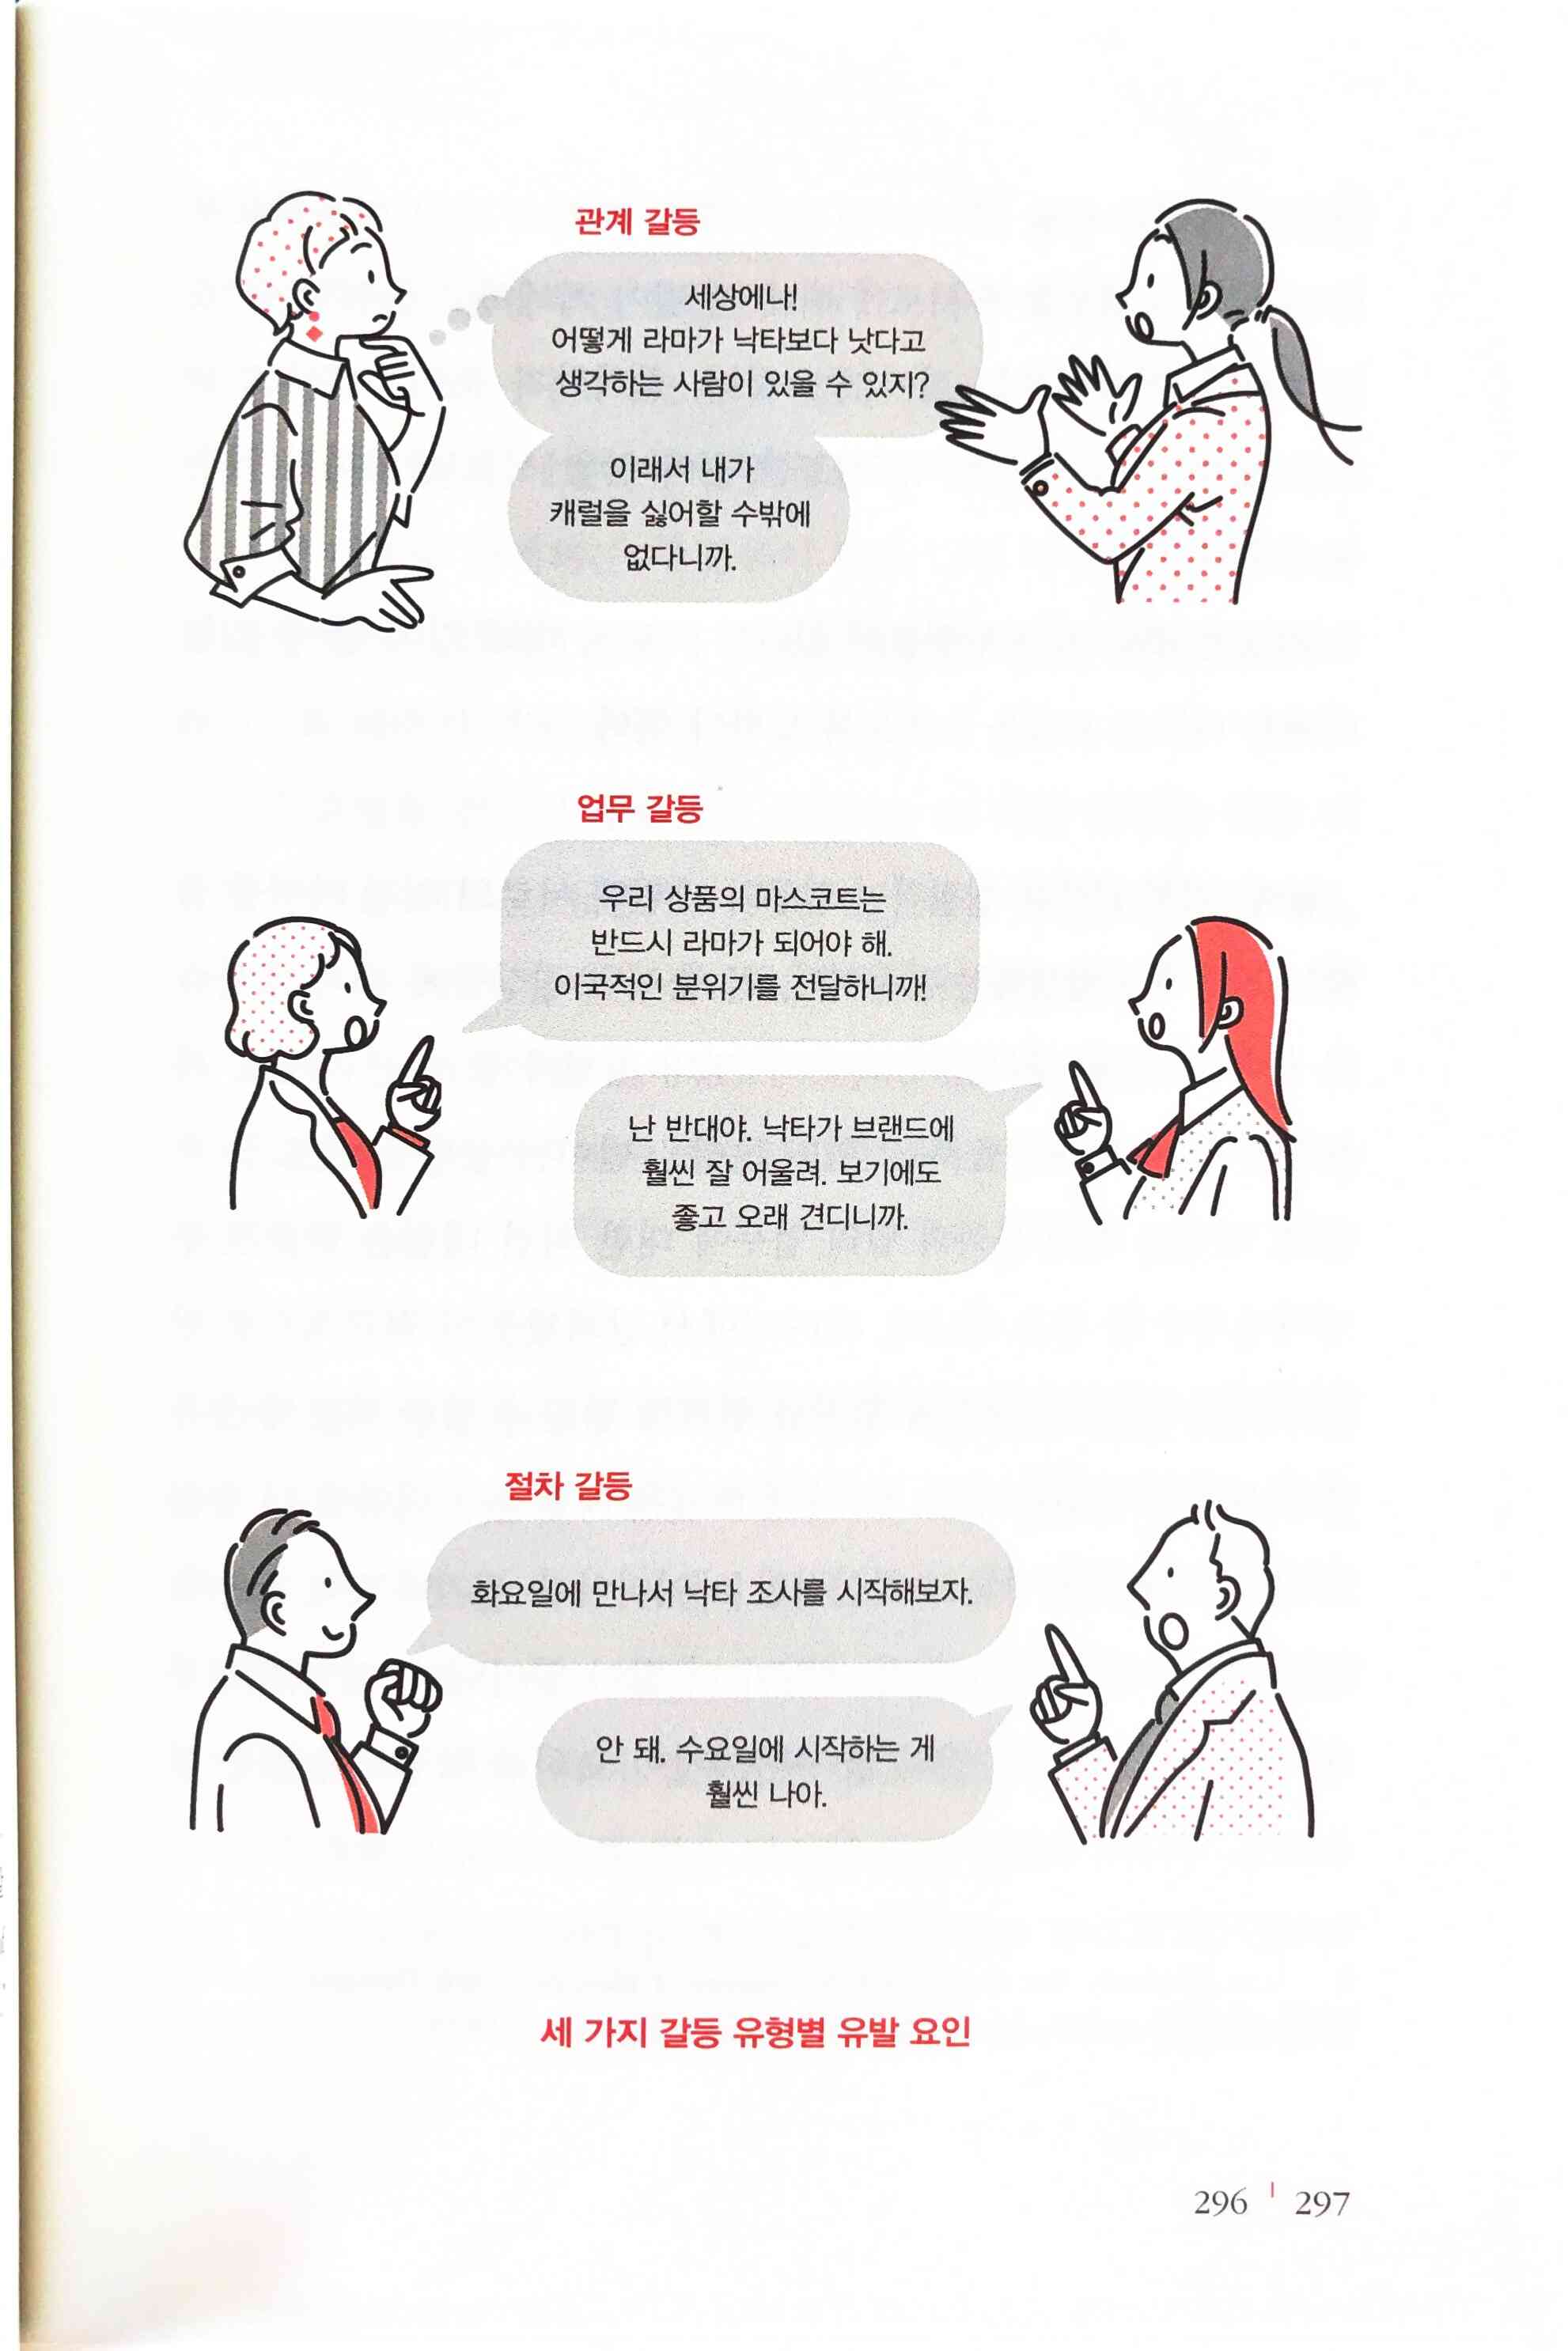 관계 갈등
세상에나!
어떻게 라마가 낙타보다 낫다고
생각하는 사람이 있을 수 있지?
이래서 내가
캐럴을 싫어할 수밖에
없다니까.
업무 갈등
우리 상품의 마스코트는
반드시 라마가 되어야 해.
이국적인 분위기를 전달하니까!
난 반대야. 낙타가 브랜드에
훨씬 잘 어울려. 보기에도
좋고 오래 견디니까.
절차 갈등
화요일에 만나서 낙타 조사를 시작해보자.
안 돼. 수요일에 시작하는 게
훨씬 나아.
세 가지 갈등 유형별 유발 요인
296 | 297